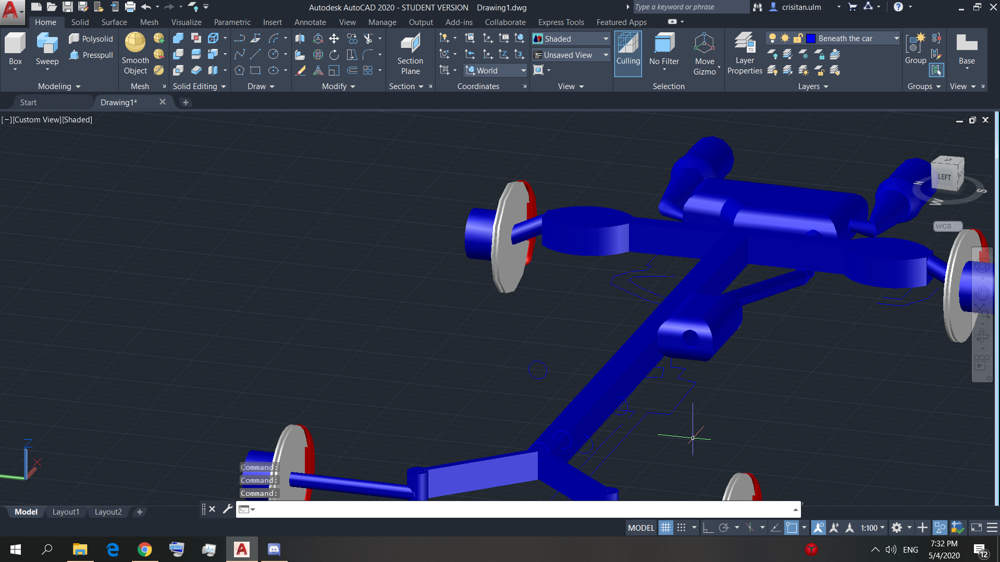 Autodesk AutoCAD 2020 - STUDENT VERSION Drawing1.dwg
Type a keyword or phrase
crisitan.ulm
Home Solid Surface Mesh Visualize Parametric Insert Annotate View Manage Output Add-ins Collaborate Express Tools Featured Apps
Box
Sweep
Polysolid
Presspull
Modeling
Smooth
Object
Mesh
Solid Editing
Draw
Modify
Section
Plane
Section
World
Coordinates
Shaded
Unsaved View
View
Culling
No Filter
Move
Gizmo
Selection
Layer
Properties
Beneath the car
Layers
Group
Groups
Base
View
Start
Drawing1*
[−][Custom View][Shaded]
LEFT
N
S
W
WCS
Z
X
Command:
Command:
Command:
Model Layout1 Layout2
MODEL
1:100
ENG
7:32 PM
5/4/2020
12